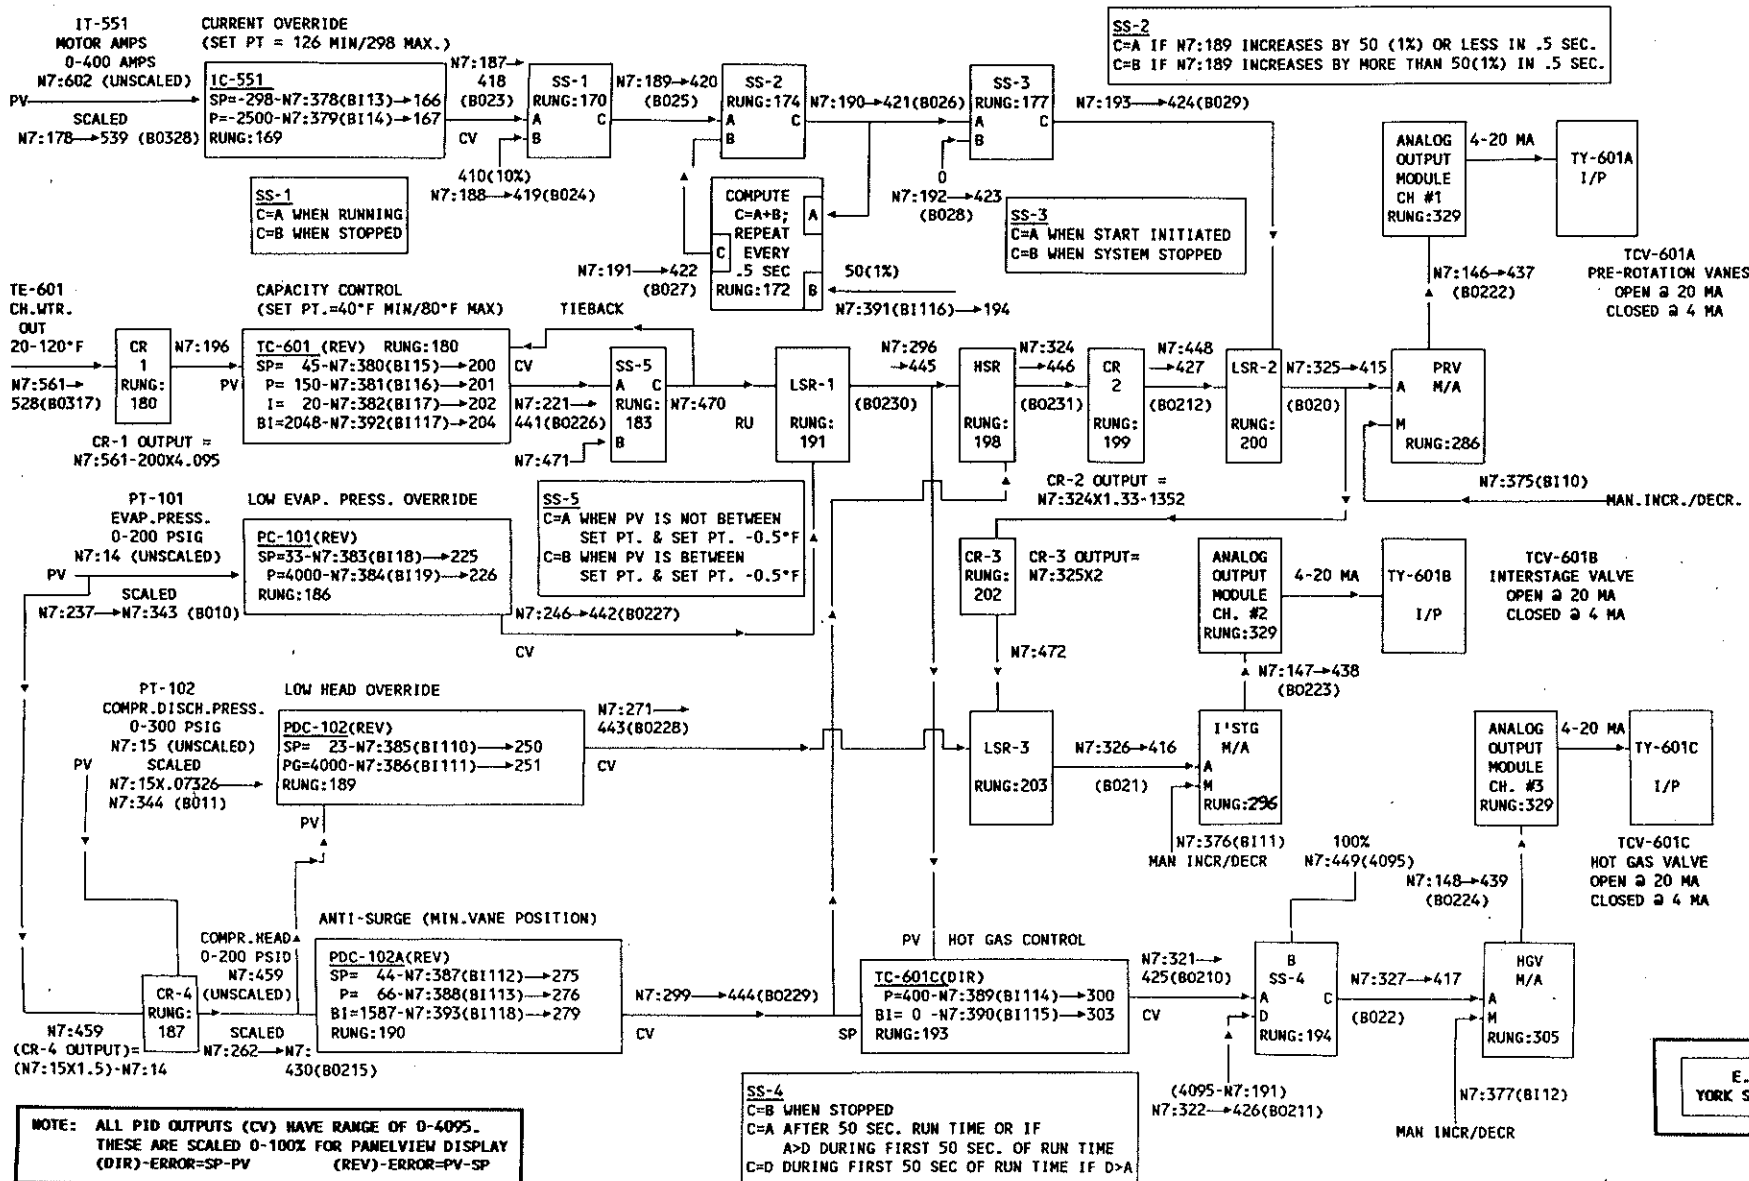 IT-551
MOTOR AMPS
0-400 AMPS
N7:602 (UNSCALED)
PV
SCALED
N7:178→539 (B0328)
CURRENT OVERRIDE
(SET PT = 126 MIN/298 MAX.)
IC-551
SP=-298-N7:378(BI13)→166
P=-2500-N7:379(BI14)→167
RUNG:169
N7:187→
418
(B023)
CV
SS-1
RUNG:170
A C
B
410(10%)
N7:188→419(B024)
SS-1
C=A WHEN RUNNING
C=B WHEN STOPPED
N7:189→420
(B025)
SS-2
RUNG:174
A C
B
N7:190→421(B026)
SS-3
RUNG:177
A C
B
0
N7:192→423
(B028)
N7:193→424(B029)
SS-2
C=A IF N7:189 INCREASES BY 50 (1%) OR LESS IN .5 SEC.
C=B IF N7:189 INCREASES BY MORE THAN 50(1%) IN .5 SEC.
COMPUTE
C=A+B;
REPEAT
EVERY
.5 SEC
RUNG:172
A
C
B
N7:191→422
(B027)
50(1%)
N7:391(BI116)→194
SS-3
C=A WHEN START INITIATED
C=B WHEN SYSTEM STOPPED
ANALOG
OUTPUT
MODULE
CH #1
RUNG:329
4-20 MA
TY-601A
I/P
N7:146→437
(B0222)
TCV-601A
PRE-ROTATION VANES
OPEN @ 20 MA
CLOSED @ 4 MA
TE-601
CH.WTR.
OUT
20-120°F
N7:561→
528(B0317)
CR
1
RUNG:
180
CR-1 OUTPUT =
N7:561-200X4.095
N7:196
PV
CAPACITY CONTROL
(SET PT.=40°F MIN/80°F MAX)
TIEBACK
TC-601 (REV) RUNG:180
SP= 45-N7:380(BI15)→200
P= 150-N7:381(BI16)→201
I= 20-N7:382(BI17)→202
BI=2048-N7:392(BI117)→204
CV
N7:221→
441(B0226)
N7:471
SS-5
A C
RUNG:
183
B
N7:470
RU
LSR-1
RUNG:
191
(B0230)
N7:296
→445
HSR
RUNG:
198
N7:324
→446
(B0231)
CR
2
RUNG:
199
CR-2 OUTPUT =
N7:324X1.33-1352
N7:448
→427
(B0212)
LSR-2
RUNG:
200
N7:325→415
(B020)
PRV
M/A
A
M
RUNG:286
N7:375(BI10)
MAN.INCR./DECR.
PT-101
EVAP.PRESS.
0-200 PSIG
N7:14 (UNSCALED)
PV
SCALED
N7:237→N7:343 (B010)
LOW EVAP. PRESS. OVERRIDE
PC-101(REV)
SP=33-N7:383(BI18)→225
P=4000-N7:384(BI19)→226
RUNG:186
N7:246→442(B0227)
CV
SS-5
C=A WHEN PV IS NOT BETWEEN
SET PT. & SET PT. -0.5°F
C=B WHEN PV IS BETWEEN
SET PT. & SET PT. -0.5°F
CR-3
RUNG:
202
CR-3 OUTPUT=
N7:325X2
N7:472
ANALOG
OUTPUT
MODULE
CH. #2
RUNG:329
4-20 MA
TY-601B
I/P
TCV-601B
INTERSTAGE VALVE
OPEN @ 20 MA
CLOSED @ 4 MA
N7:147→438
(B0223)
PT-102
COMPR.DISCH.PRESS.
0-300 PSIG
N7:15 (UNSCALED)
SCALED
PV
N7:15X.07326
N7:344 (B011)
LOW HEAD OVERRIDE
PDC-102(REV)
SP= 23-N7:385(BI110)→250
PG=4000-N7:386(BI111)→251
RUNG:189
PV
N7:271→
443(B0228)
CV
LSR-3
RUNG:203
N7:326→416
(B021)
I'STG
M/A
A
M
RUNG:296
N7:376(BI11)
MAN INCR/DECR
ANALOG
OUTPUT
MODULE
CH. #3
RUNG:329
4-20 MA
TY-601C
I/P
TCV-601C
HOT GAS VALVE
OPEN @ 20 MA
CLOSED @ 4 MA
N7:148→439
(B0224)
100%
N7:449(4095)
COMPR.HEAD
0-200 PSID
N7:459
(UNSCALED)
CR-4
RUNG:
187
SCALED
N7:262→N7:
430(B0215)
N7:459
(CR-4 OUTPUT)=
(N7:15X1.5)-N7:14
ANTI-SURGE (MIN.VANE POSITION)
PDC-102A(REV)
SP= 44-N7:387(BI112)→275
P= 66-N7:388(BI113)→276
BI=1587-N7:393(BI118)→279
RUNG:190
N7:299→444(B0229)
CV
SP
PV HOT GAS CONTROL
TC-601C(DIR)
P=400-N7:389(BI114)→300
BI= 0 -N7:390(BI115)→303
RUNG:193
N7:321→
425(B0210)
CV
B
SS-4
A C
D
RUNG:194
(4095-N7:191)
N7:322→426(B0211)
N7:327→417
(B022)
HGV
M/A
A
M
RUNG:305
N7:377(BI12)
MAN INCR/DECR
SS-4
C=B WHEN STOPPED
C=A AFTER 50 SEC. RUN TIME OR IF
A>D DURING FIRST 50 SEC. OF RUN TIME
C=D DURING FIRST 50 SEC OF RUN TIME IF D>A
NOTE: ALL PID OUTPUTS (CV) HAVE RANGE OF 0-4095.
THESE ARE SCALED 0-100% FOR PANELVIEW DISPLAY
(DIR)-ERROR=SP-PV (REV)-ERROR=PV-SP
E.
YORK S